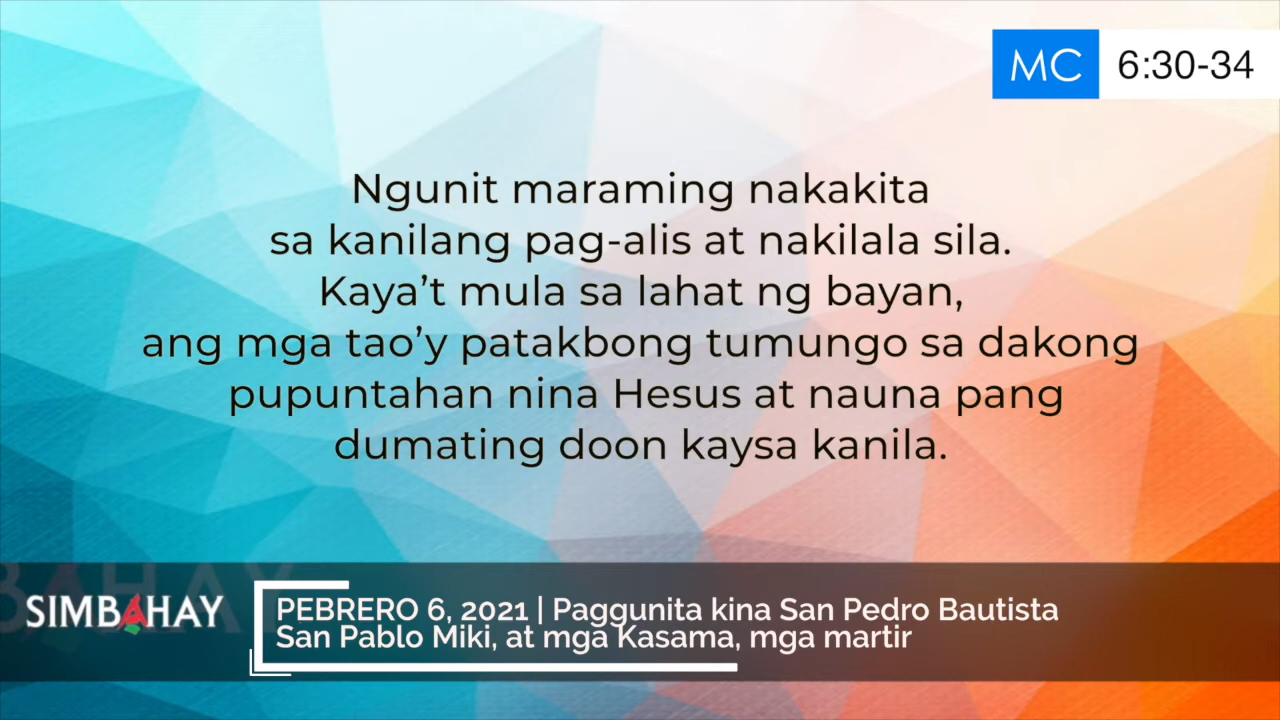 MC 6:30-34
Ngunit maraming nakakita
sa kanilang pag-alis at nakilala sila.
Kaya’t mula sa lahat ng bayan,
ang mga tao’y patakbong tumungo sa dakong
pupuntahan nina Hesus at nauna pang
dumating doon kaysa kanila.
SIMBAHAY
PEBRERO 6, 2021 | Paggunita kina San Pedro Bautista
San Pablo Miki, at mga Kasama, mga martir